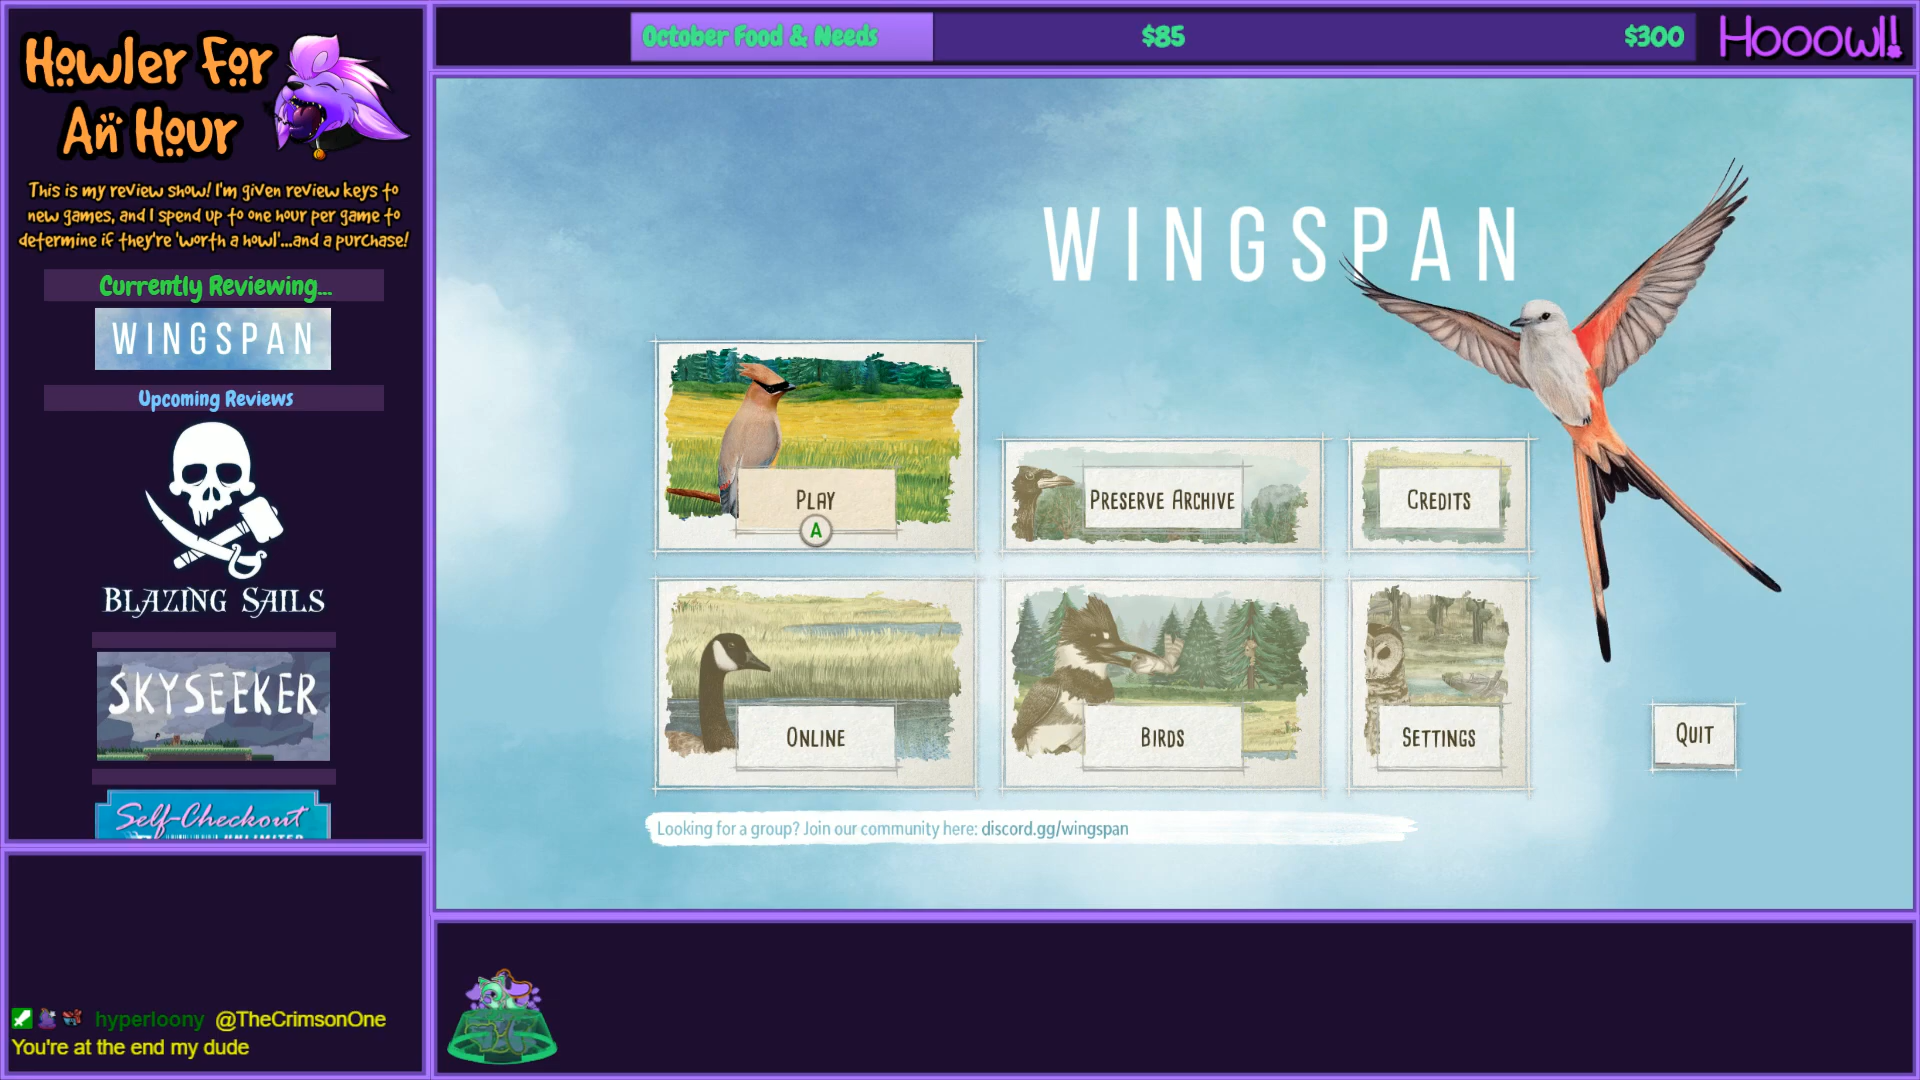 Howler For
An Hour
This is my review show! I'm given review keys to
new games, and I spend up to one hour per game to
determine if they're 'worth a howl'...and a purchase!
Currently Reviewing...
WINGSPAN
Upcoming Reviews
BLAZING SAILS
SKYSEEKER
Self-Checkout
UNLIMITED
hyperloony @TheCrimsonOne
You're at the end my dude
October Food & Needs $85 $300 Hooowl!
WINGSPAN
PLAY
A
PRESERVE ARCHIVE
CREDITS
ONLINE
BIRDS
SETTINGS
QUIT
Looking for a group? Join our community here: discord.gg/wingspan